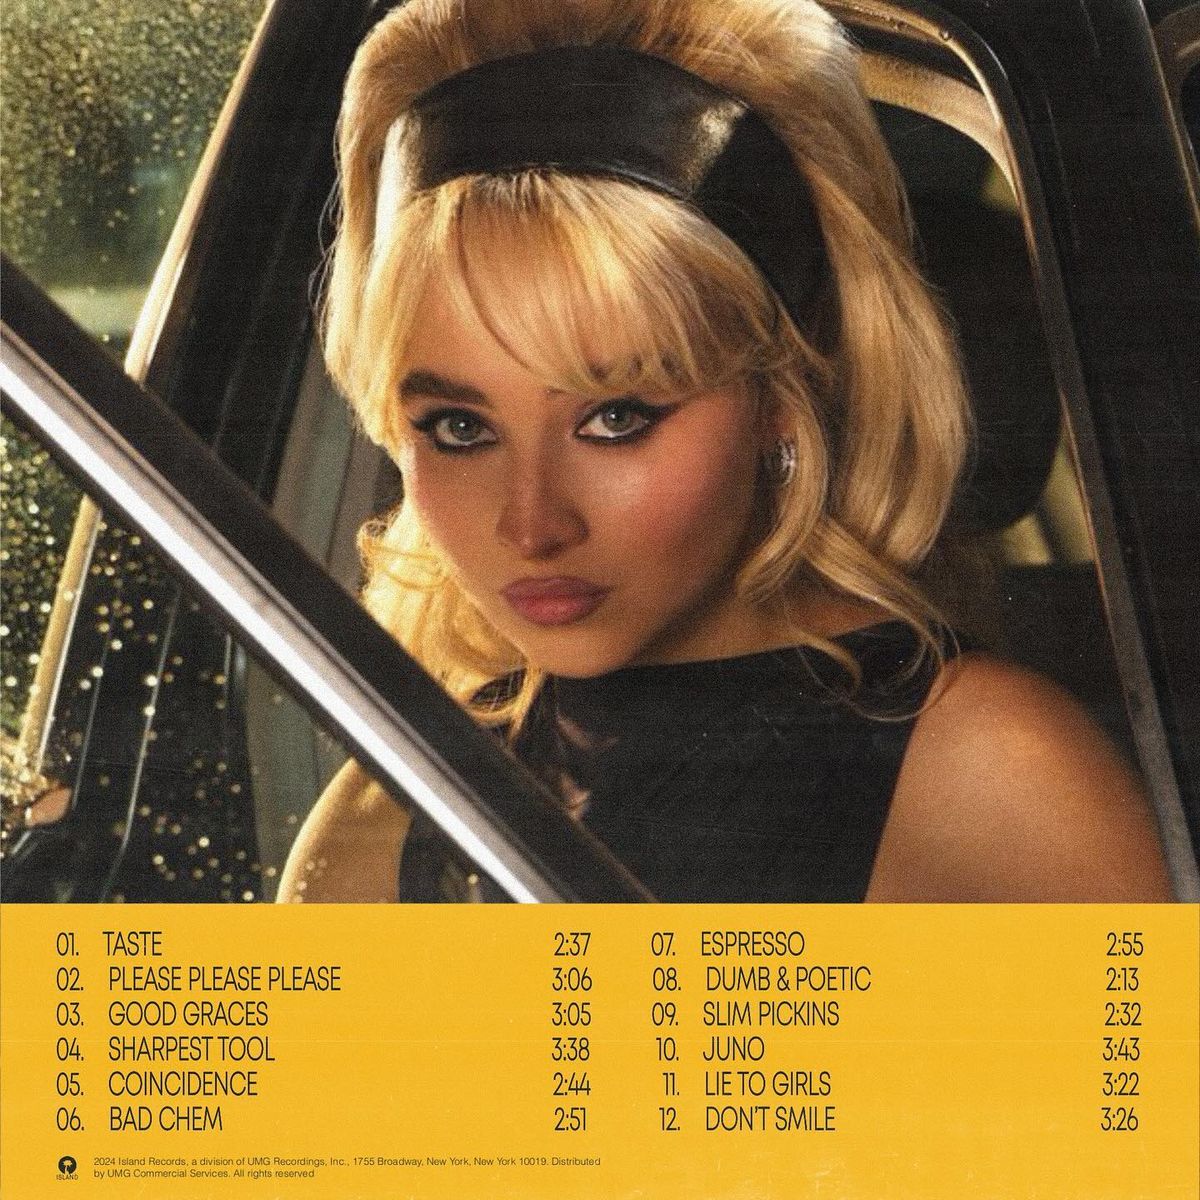 01. TASTE 2:37
02. PLEASE PLEASE PLEASE 3:06
03. GOOD GRACES 3:05
04. SHARPEST TOOL 3:38
05. COINCIDENCE 2:44
06. BAD CHEM 2:51
07. ESPRESSO 2:55
08. DUMB & POETIC 2:13
09. SLIM PICKINS 2:32
10. JUNO 3:43
11. LIE TO GIRLS 3:22
12. DON'T SMILE 3:26
ISLAND
2024 Island Records, a division of UMG Recordings, Inc., 1755 Broadway, New York, New York 10019. Distributed
by UMG Commercial Services. All rights reserved